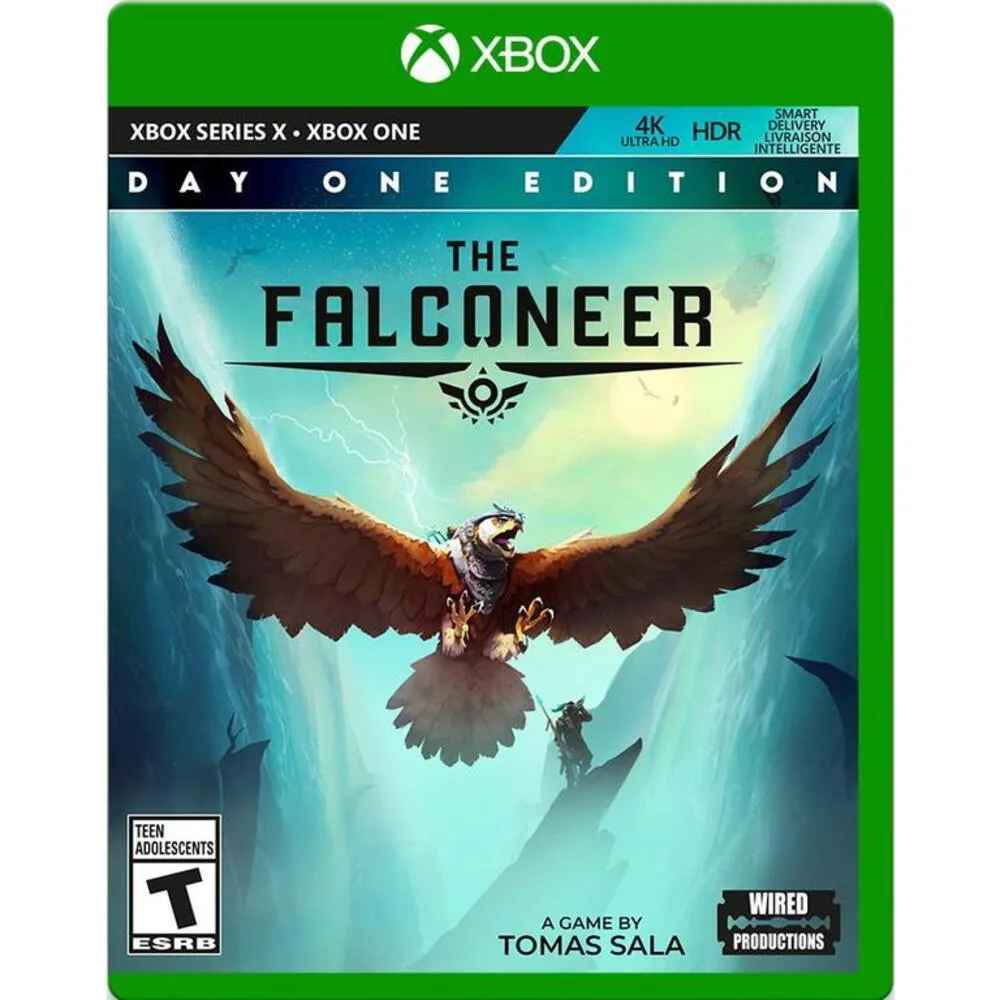 XBOX
XBOX SERIES X • XBOX ONE
4K
ULTRA HD
HDR
SMART
DELIVERY
LIVRAISON
INTELLIGENTE
DAY ONE EDITION
THE
FALCONEER
TEEN
ADOLESCENTS
T
ESRB
A GAME BY
TOMAS SALA
WIRED
PRODUCTIONS